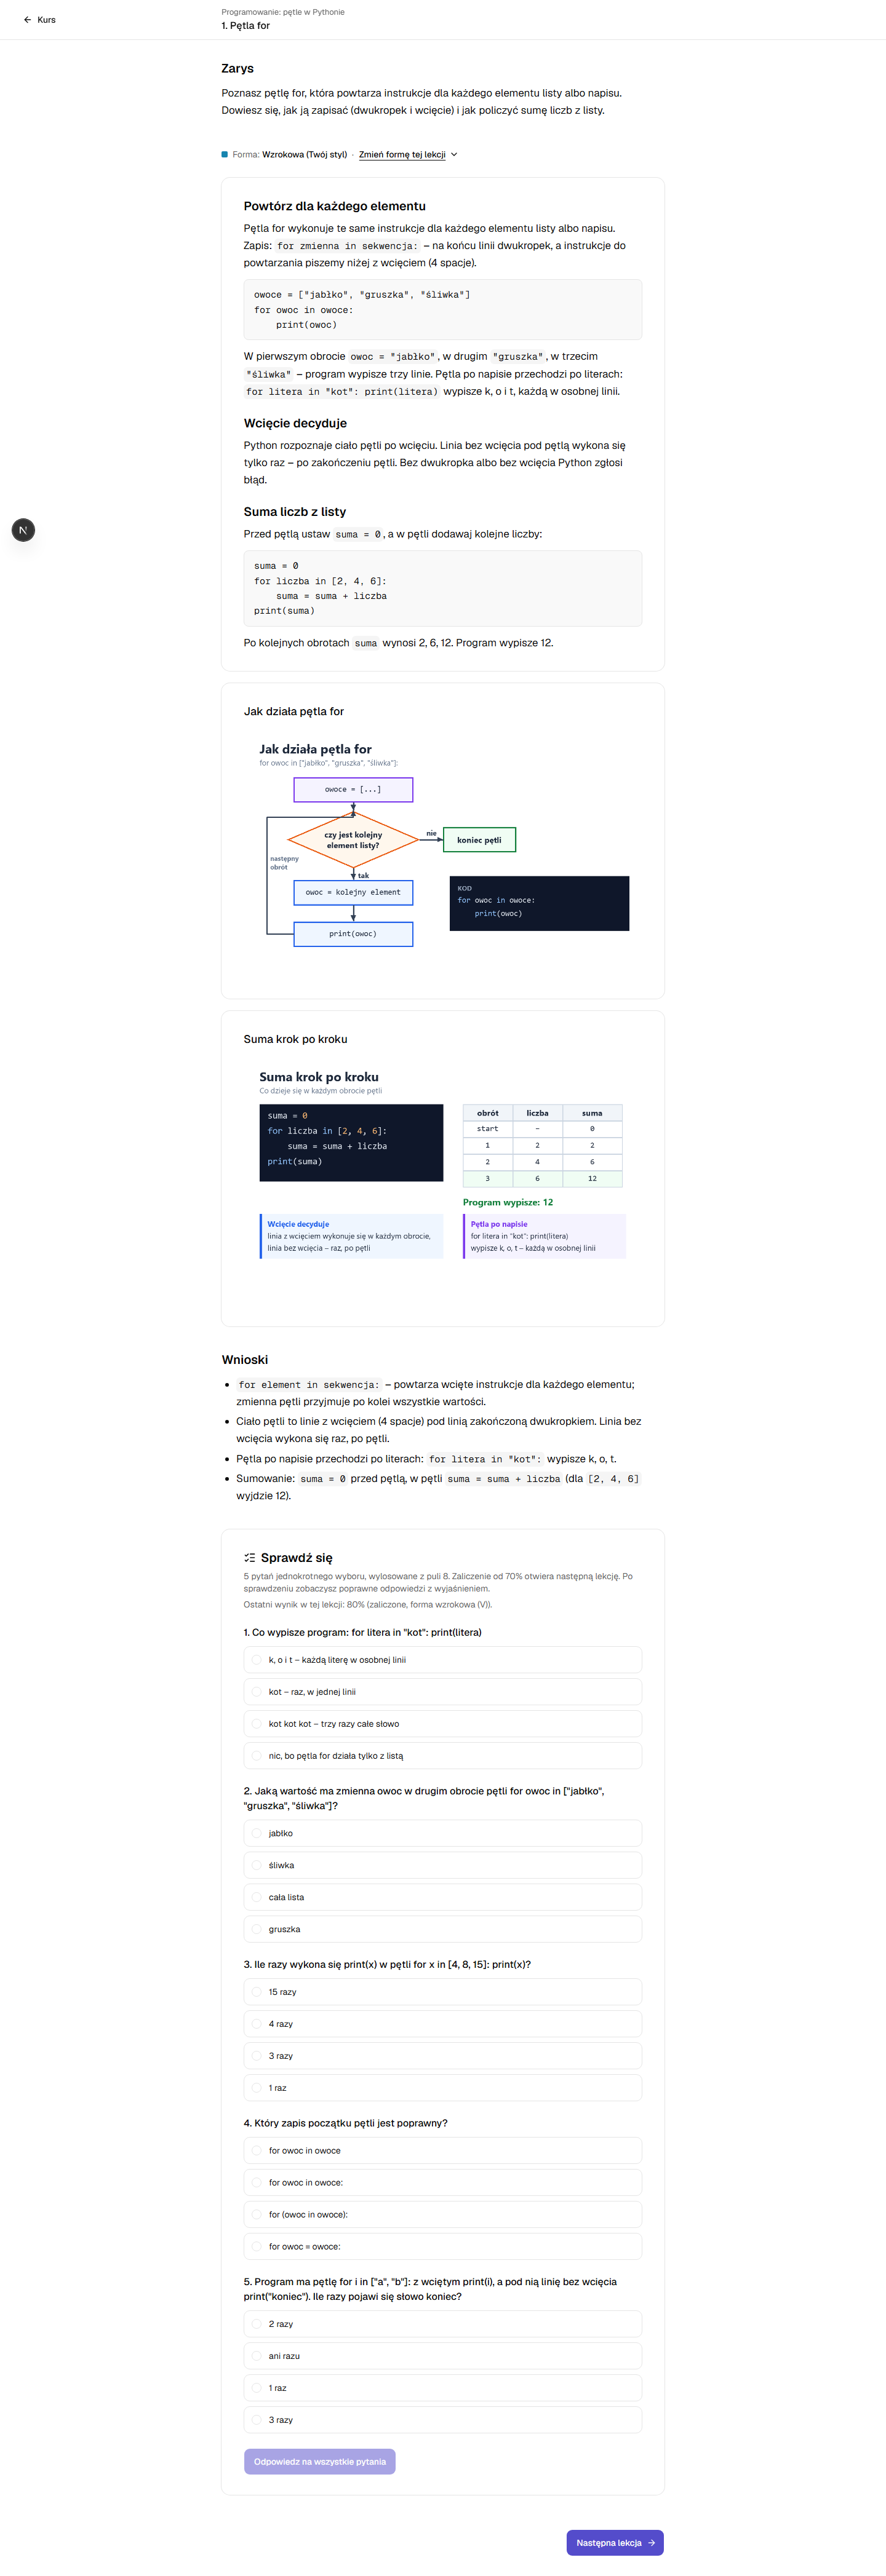 ← Kurs
Programowanie: pętle w Pythonie
1. Pętla for
Zarys
Poznasz pętlę for, która powtarza instrukcje dla każdego elementu listy albo napisu.
Dowiesz się, jak ją zapisać (dwukropek i wcięcie) i jak policzyć sumę liczb z listy.
Forma: Wzrokowa (Twój styl) · Zmień formę tej lekcji
Powtórz dla każdego elementu
Pętla for wykonuje te same instrukcje dla każdego elementu listy albo napisu.
Zapis: for zmienna in sekwencja: – na końcu linii dwukropek, a instrukcje do
powtarzania piszemy niżej z wcięciem (4 spacje).
owoce = ["jabłko", "gruszka", "śliwka"]
for owoc in owoce:
    print(owoc)
W pierwszym obrocie owoc = "jabłko", w drugim "gruszka", w trzecim
"śliwka" – program wypisze trzy linie. Pętla po napisie przechodzi po literach:
for litera in "kot": print(litera) wypisze k, o i t, każdą w osobnej linii.
Wcięcie decyduje
Python rozpoznaje ciało pętli po wcięciu. Linia bez wcięcia pod pętlą wykona się
tylko raz – po zakończeniu pętli. Bez dwukropka albo bez wcięcia Python zgłosi
błąd.
Suma liczb z listy
Przed pętlą ustaw suma = 0, a w pętli dodawaj kolejne liczby:
suma = 0
for liczba in [2, 4, 6]:
    suma = suma + liczba
print(suma)
Po kolejnych obrotach suma wynosi 2, 6, 12. Program wypisze 12.
N
Jak działa pętla for
Jak działa pętla for
for owoc in ["jabłko", "gruszka", "śliwka"]:
owoce = [...]
czy jest kolejny
element listy?
nie
koniec pętli
następny
obrót
tak
owoc = kolejny element
print(owoc)
KOD
for owoc in owoce:
    print(owoc)
Suma krok po kroku
Suma krok po kroku
Co dzieje się w każdym obrocie pętli
suma = 0
for liczba in [2, 4, 6]:
    suma = suma + liczba
print(suma)
obrót liczba suma
start – 0
1 2 2
2 4 6
3 6 12
Program wypisze: 12
Wcięcie decyduje
linia z wcięciem wykonuje się w każdym obrocie,
linia bez wcięcia – raz, po pętli
Pętla po napisie
for litera in "kot": print(litera)
wypisze k, o, t – każdą w osobnej linii
Wnioski
• for element in sekwencja: – powtarza wcięte instrukcje dla każdego elementu;
zmienna pętli przyjmuje po kolei wszystkie wartości.
• Ciało pętli to linie z wcięciem (4 spacje) pod linią zakończoną dwukropkiem. Linia bez
wcięcia wykona się raz, po pętli.
• Pętla po napisie przechodzi po literach: for litera in "kot": wypisze k, o, t.
• Sumowanie: suma = 0 przed pętlą, w pętli suma = suma + liczba (dla [2, 4, 6]
wyjdzie 12).
Sprawdź się
5 pytań jednokrotnego wyboru, wylosowane z puli 8. Zaliczenie od 70% otwiera następną lekcję. Po
sprawdzeniu zobaczysz poprawne odpowiedzi z wyjaśnieniem.
Ostatni wynik w tej lekcji: 80% (zaliczone, forma wzrokowa (V)).
1. Co wypisze program: for litera in "kot": print(litera)
k, o i t – każdą literę w osobnej linii
kot – raz, w jednej linii
kot kot kot – trzy razy całe słowo
nic, bo pętla for działa tylko z listą
2. Jaką wartość ma zmienna owoc w drugim obrocie pętli for owoc in ["jabłko",
"gruszka", "śliwka"]?
jabłko
śliwka
cała lista
gruszka
3. Ile razy wykona się print(x) w pętli for x in [4, 8, 15]: print(x)?
15 razy
4 razy
3 razy
1 raz
4. Który zapis początku pętli jest poprawny?
for owoc in owoce
for owoc in owoce:
for (owoc in owoce):
for owoc = owoce:
5. Program ma pętlę for i in ["a", "b"]: z wciętym print(i), a pod nią linię bez wcięcia
print("koniec"). Ile razy pojawi się słowo koniec?
2 razy
ani razu
1 raz
3 razy
Odpowiedz na wszystkie pytania
Następna lekcja →